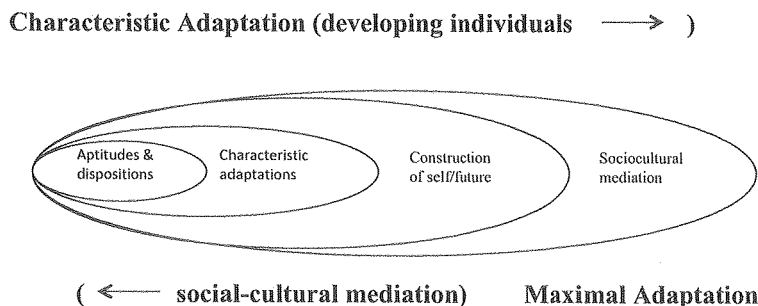 Characteristic Adaptation (developing individuals ⟶ )
Aptitudes &
dispositions
Characteristic
adaptations
Construction
of self/future
Sociocultural
mediation
( ⟵ social-cultural mediation) Maximal Adaptation